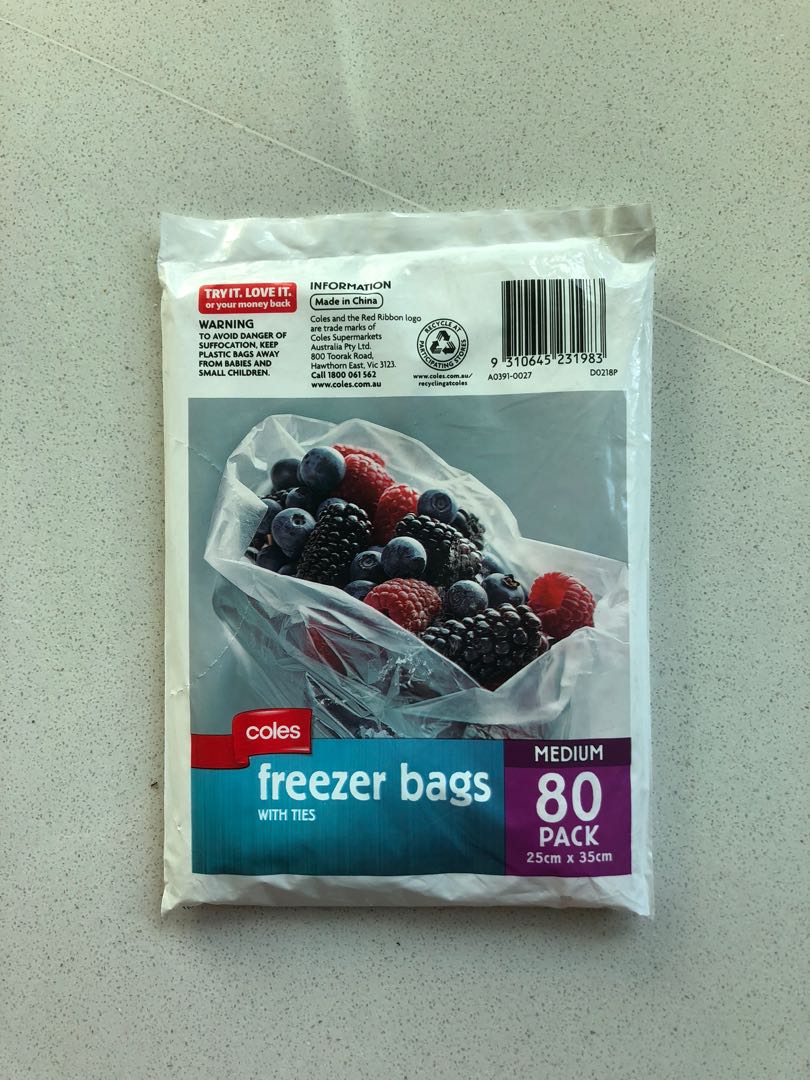 TRY IT. LOVE IT.
or your money back
WARNING
TO AVOID DANGER OF
SUFFOCATION, KEEP
PLASTIC BAGS AWAY
FROM BABIES AND
SMALL CHILDREN.
INFORMATION
Made in China
Coles and the Red Ribbon logo
are trade marks of
Coles Supermarkets
Australia Pty Ltd.
800 Toorak Road,
Hawthorn East, Vic 3123.
Call 1800 061 562
www.coles.com.au
RECYCLE AT
PARTICIPATING STORES
www.coles.com.au/
recyclingatcoles
9 310645 231983
A0391-0027
D0218P
coles
freezer bags
WITH TIES
MEDIUM
80
PACK
25cm x 35cm